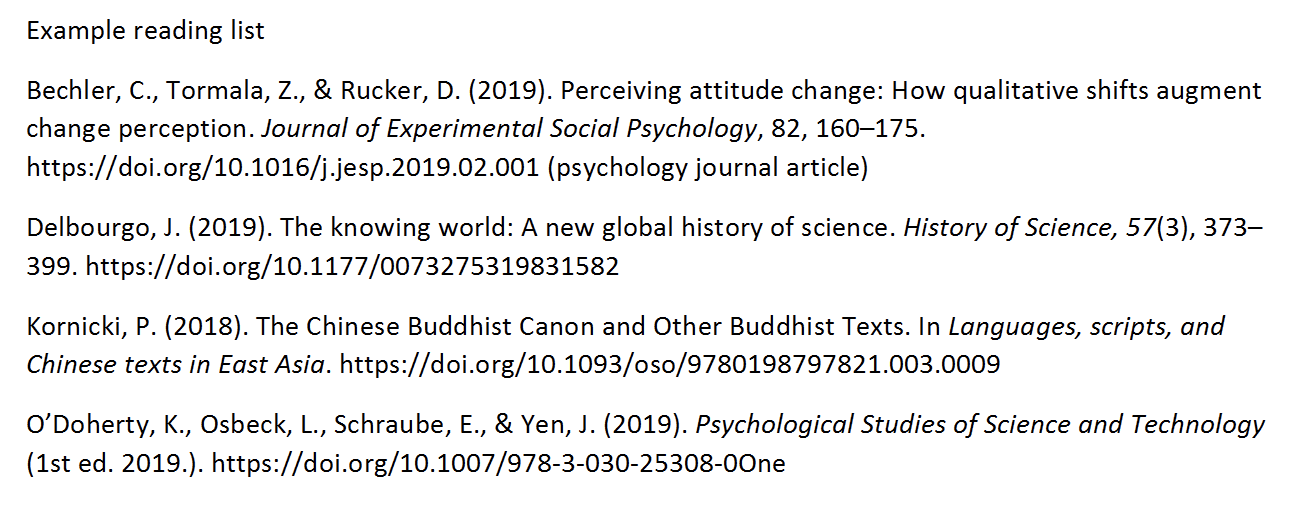 Example reading list
Bechler, C., Tormala, Z., & Rucker, D. (2019). Perceiving attitude change: How qualitative shifts augment
change perception. Journal of Experimental Social Psychology, 82, 160–175.
https://doi.org/10.1016/j.jesp.2019.02.001 (psychology journal article)
Delbourgo, J. (2019). The knowing world: A new global history of science. History of Science, 57(3), 373–
399. https://doi.org/10.1177/0073275319831582
Kornicki, P. (2018). The Chinese Buddhist Canon and Other Buddhist Texts. In Languages, scripts, and
Chinese texts in East Asia. https://doi.org/10.1093/oso/9780198797821.003.0009
O’Doherty, K., Osbeck, L., Schraube, E., & Yen, J. (2019). Psychological Studies of Science and Technology
(1st ed. 2019.). https://doi.org/10.1007/978-3-030-25308-0One